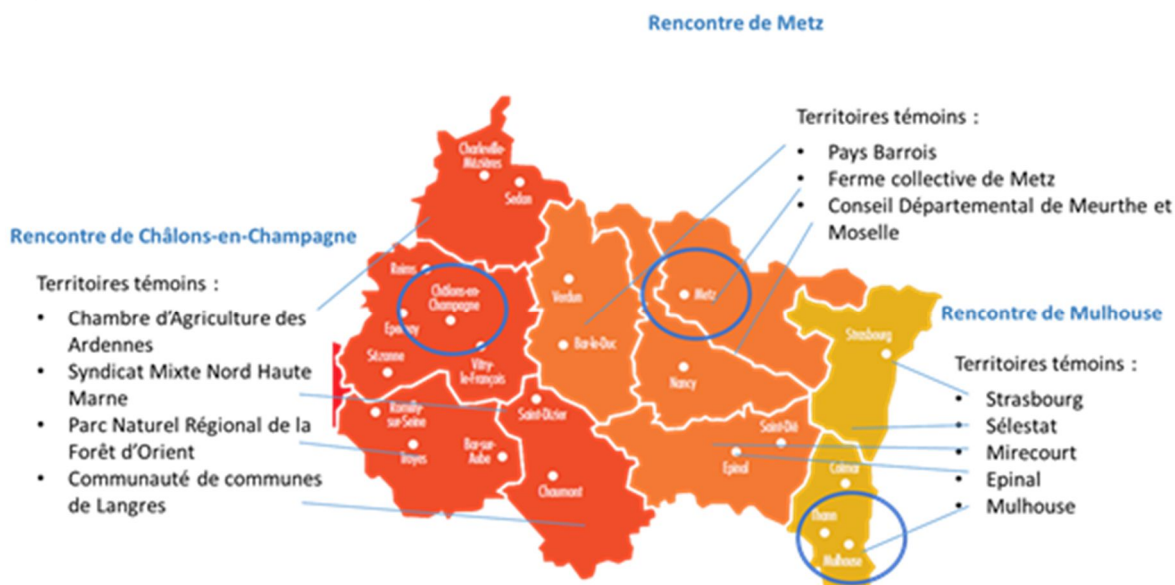 Rencontre de Metz
Territoires témoins :
• Pays Barrois
• Ferme collective de Metz
• Conseil Départemental de Meurthe et
Moselle
Rencontre de Châlons-en-Champagne
Territoires témoins :
• Chambre d'Agriculture des
Ardennes
• Syndicat Mixte Nord Haute
Marne
• Parc Naturel Régional de la
Forêt d'Orient
• Communauté de communes
de Langres
Rencontre de Mulhouse
Territoires témoins :
• Strasbourg
• Sélestat
• Mirecourt
• Epinal
• Mulhouse
Charleville-
Mézières
Sedan
Reims
Châlons-en-
Champagne
Epernay
Sézanne
Vitry-
le-François
Romilly-
sur-Seine
Troyes
Bar-sur-
Aube
Saint-Dizier
Chaumont
Verdun
Bar-le-Duc
Metz
Nancy
Saint-Dié
Epinal
Strasbourg
Colmar
Thann
Mulhouse